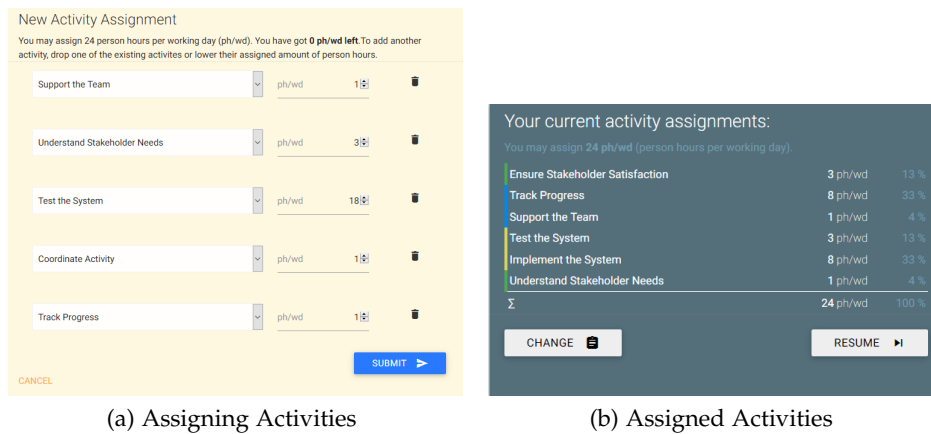 New Activity Assignment
You may assign 24 person hours per working day (ph/wd). You have got 0 ph/wd left.To add another
activity, drop one of the existing activites or lower their assigned amount of person hours.
Support the Team ph/wd 1
Understand Stakeholder Needs ph/wd 3
Test the System ph/wd 18
Coordinate Activity ph/wd 1
Track Progress ph/wd 1
SUBMIT
CANCEL
(a) Assigning Activities
Your current activity assignments:
You may assign 24 ph/wd (person hours per working day).
Ensure Stakeholder Satisfaction 3 ph/wd 13 %
Track Progress 8 ph/wd 33 %
Support the Team 1 ph/wd 4 %
Test the System 3 ph/wd 13 %
Implement the System 8 ph/wd 33 %
Understand Stakeholder Needs 1 ph/wd 4 %
Σ 24 ph/wd 100 %
CHANGE RESUME
(b) Assigned Activities